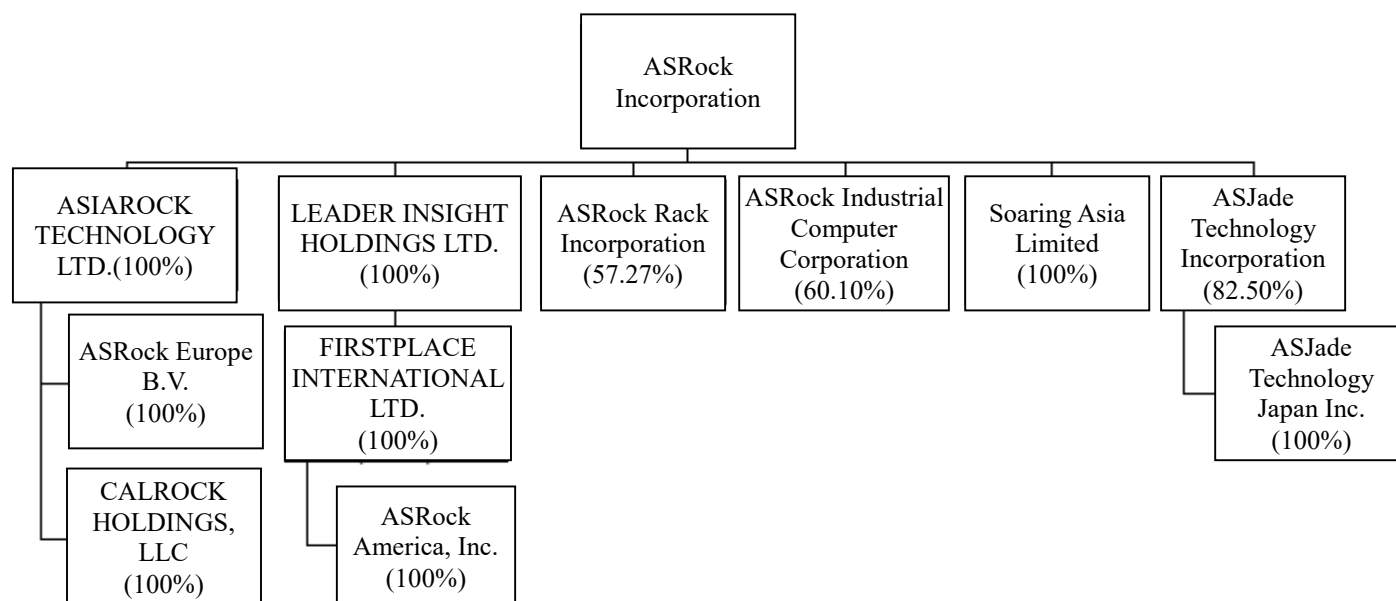 ASRock
Incorporation
ASIAROCK
TECHNOLOGY
LTD.(100%)
LEADER INSIGHT
HOLDINGS LTD.
(100%)
ASRock Rack
Incorporation
(57.27%)
ASRock Industrial
Computer
Corporation
(60.10%)
Soaring Asia
Limited
(100%)
ASJade
Technology
Incorporation
(82.50%)
ASRock Europe
B.V.
(100%)
FIRSTPLACE
INTERNATIONAL
LTD.
(100%)
ASJade
Technology
Japan Inc.
(100%)
CALROCK
HOLDINGS,
LLC
(100%)
ASRock
America, Inc.
(100%)